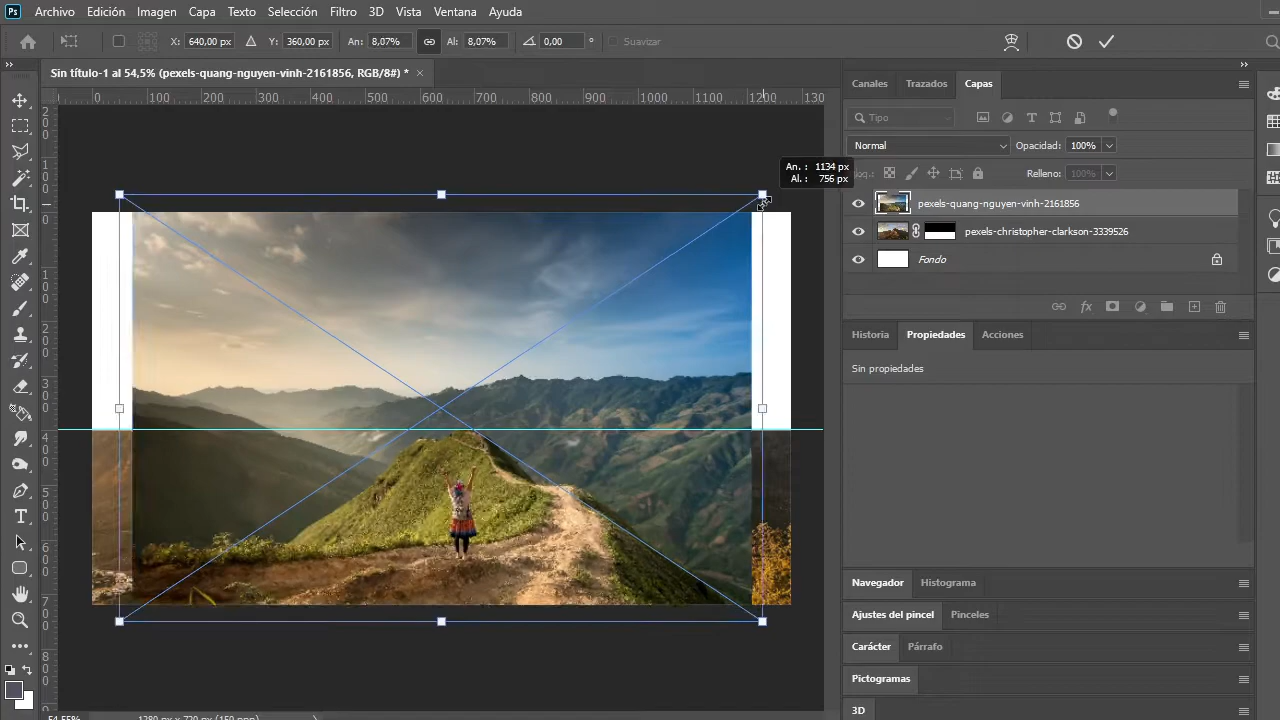 Ps Archivo Edición Imagen Capa Texto Selección Filtro 3D Vista Ventana Ayuda
X: 640,00 px Y: 360,00 px An: 8,07% Al: 8,07% 0,00 Suavizar
Sin título-1 al 54,5% (pexels-quang-nguyen-vinh-2161856, RGB/8#) * ×
0 100 200 300 400 500 600 700 800 900 1000 1100 1200 130
An. : 1134 px
Al. : 756 px
Canales Trazados Capas
Tipo
Normal Opacidad: 100%
Relleno: 100%
pexels-quang-nguyen-vinh-2161856
pexels-christopher-clarkson-3339526
Fondo
fx
Historia Propiedades Acciones
Sin propiedades
Navegador Histograma
Ajustes del pincel Pinceles
Carácter Párrafo
Pictogramas
3D
54,55% 1280 px x 720 px (150 ppp)